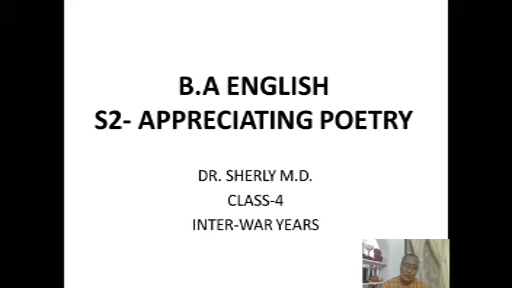 B.A ENGLISH
S2- APPRECIATING POETRY
DR. SHERLY M.D.
CLASS-4
INTER-WAR YEARS